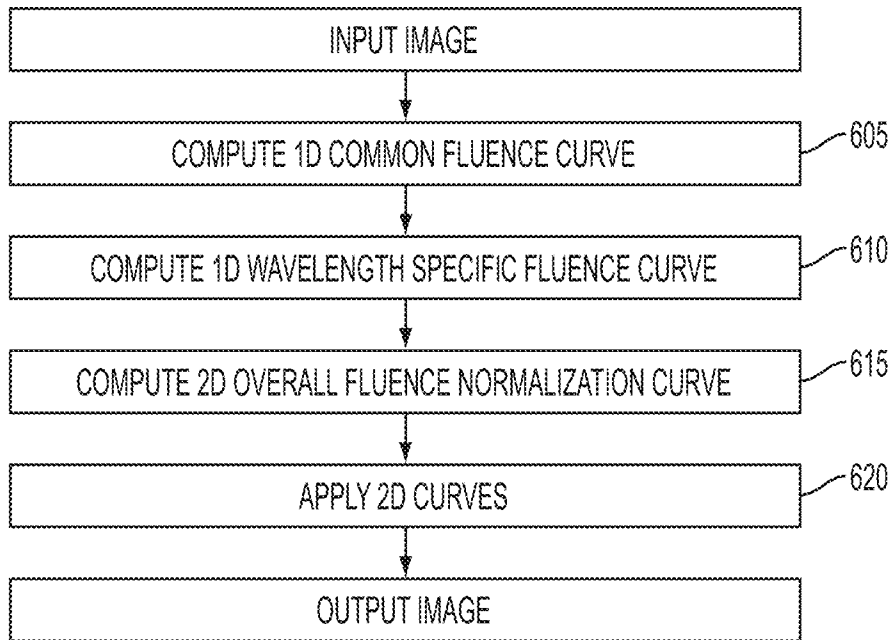 INPUT IMAGE
COMPUTE 1D COMMON FLUENCE CURVE
605
COMPUTE 1D WAVELENGTH SPECIFIC FLUENCE CURVE
610
COMPUTE 2D OVERALL FLUENCE NORMALIZATION CURVE
615
APPLY 2D CURVES
620
OUTPUT IMAGE